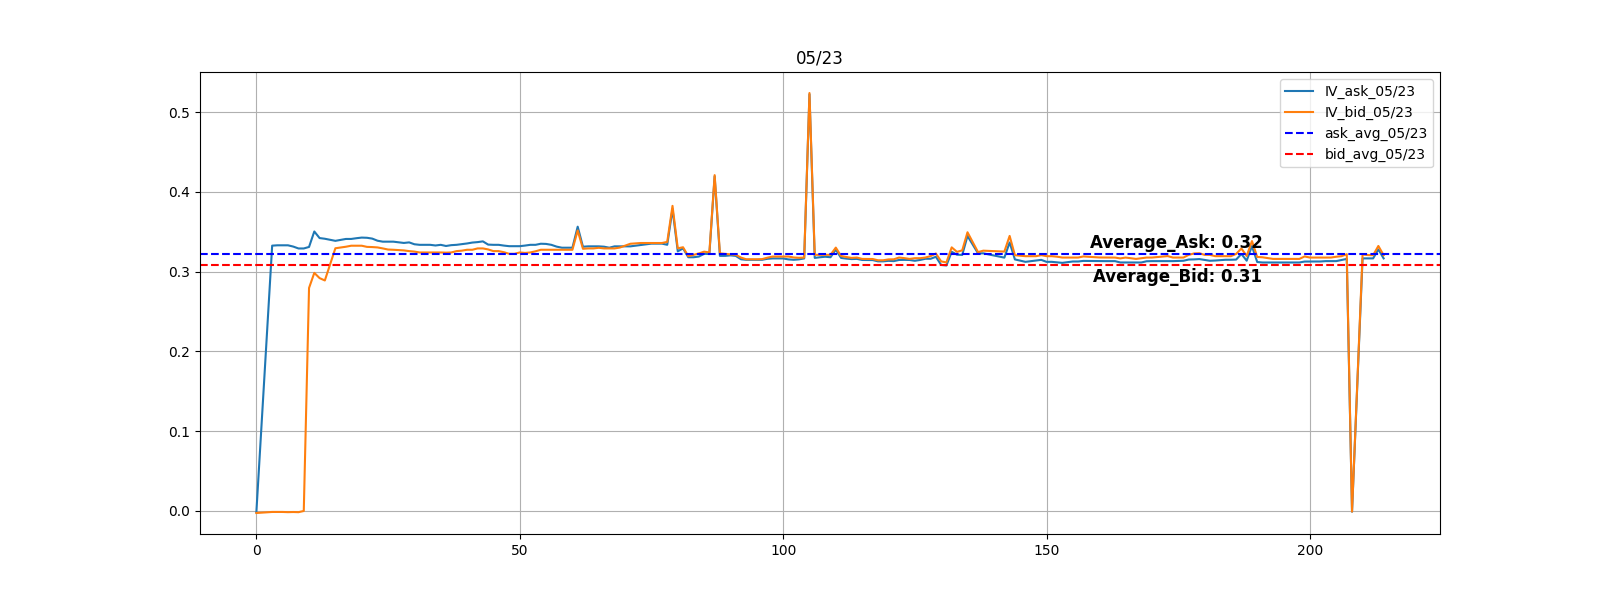 05/23
IV_ask_05/23
IV_bid_05/23
ask_avg_05/23
bid_avg_05/23
0.5
0.4
0.3
0.2
0.1
0.0
Average_Ask: 0.32
Average_Bid: 0.31
0 50 100 150 200